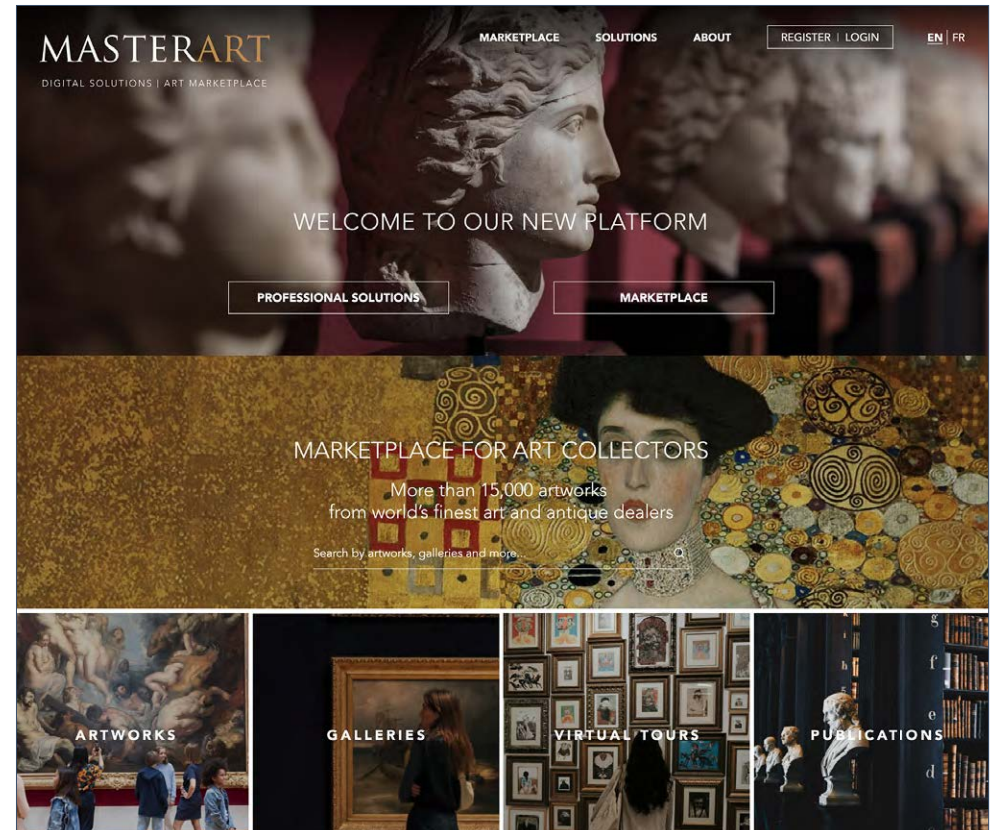 MASTERART
DIGITAL SOLUTIONS | ART MARKETPLACE
MARKETPLACE
SOLUTIONS
ABOUT
REGISTER | LOGIN
EN | FR
WELCOME TO OUR NEW PLATFORM
PROFESSIONAL SOLUTIONS
MARKETPLACE
MARKETPLACE FOR ART COLLECTORS
More than 15,000 artworks
from world's finest art and antique dealers
Search by artworks, galleries and more...
ARTWORKS
GALLERIES
VIRTUAL TOURS
PUBLICATIONS
g
f
e
d